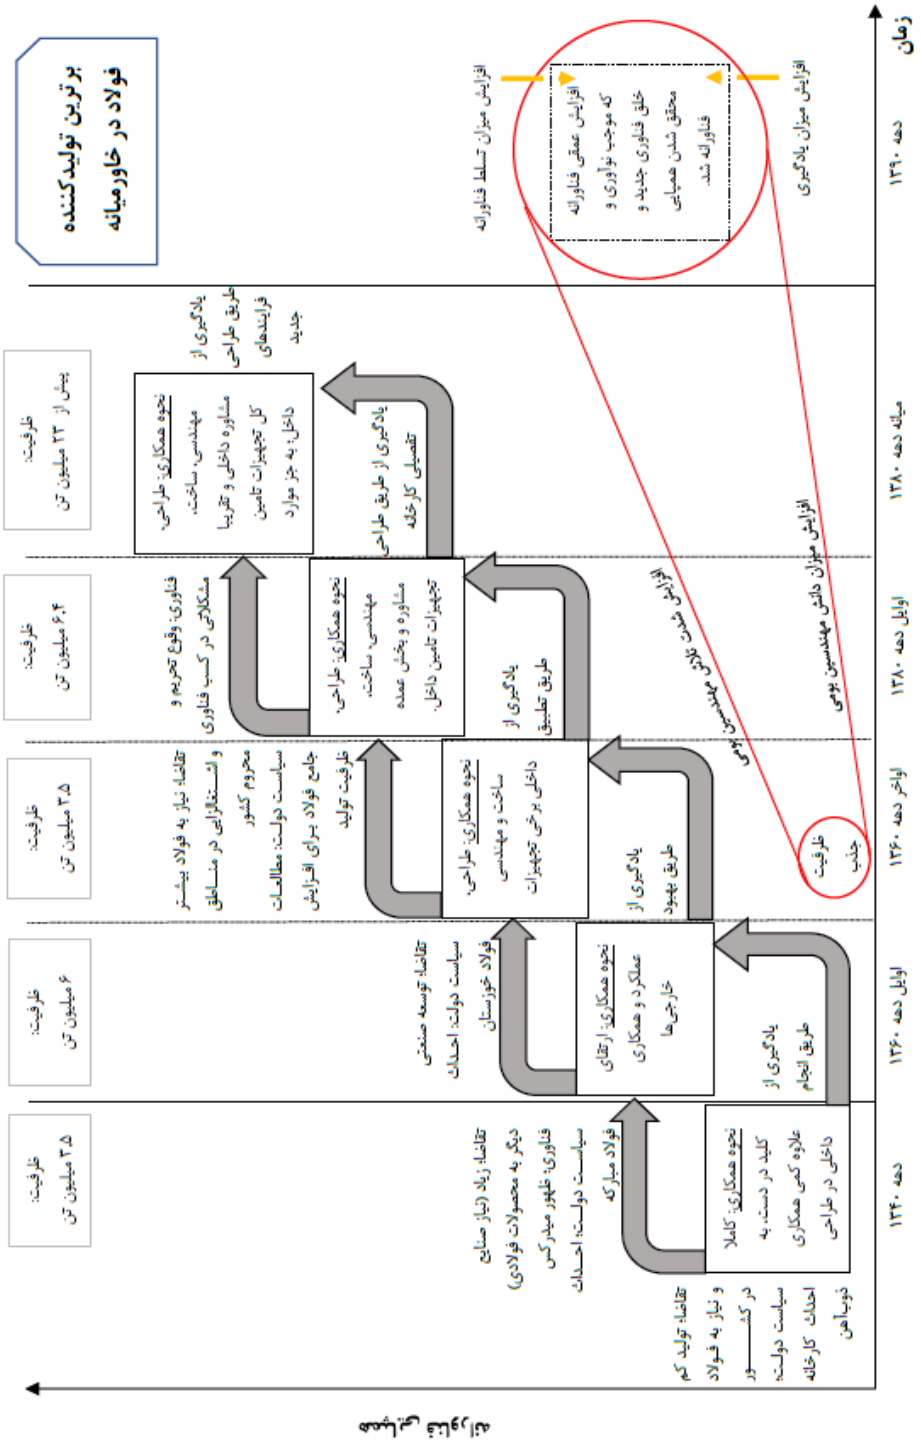 برترین تولیدکننده
فولاد در خاورمیانه
ظرفیت:
۲.۵ میلیون تن
ظرفیت:
۶ میلیون تن
ظرفیت:
۳.۵ میلیون تن
ظرفیت:
۶.۴ میلیون تن
ظرفیت:
پیش از ۲۳ میلیون تن
تقاضا: تولید کم
و نیاز به فولاد
در کشور
سیاست دولت:
احداث کارخانه
ذوب‌آهن
نحوه همکاری: کاملا
کلید در دست، به
علاوه کمی همکاری
داخلی در طراحی
تقاضا: زیاد (نیاز صنایع
دیگر به محصولات فولادی)
فناوری: ظهور میدرکس
سیاست دولت: احداث
فولاد مبارکه
یادگیری از
طریق انجام
نحوه همکاری: ارتقای
عملکرد و همکاری
خارجی‌ها
تقاضا: توسعه صنعتی
سیاست دولت: احداث
فولاد خوزستان
یادگیری از
طریق بهبود
نحوه همکاری: طراحی،
ساخت و مهندسی
داخلی برخی تجهیزات
تقاضا: نیاز به فولاد بیشتر
و اشتغالزایی در مناطق
محروم کشور
سیاست دولت: مطالعات
جامع فولاد برای افزایش
ظرفیت تولید
یادگیری از
طریق تطبیق
نحوه همکاری: طراحی،
مهندسی، ساخت،
مشاوره و بخش عمده
تجهیزات تامین داخل.
فناوری: وقوع تحریم و
مشکلاتی در کسب فناوری
یادگیری از طریق طراحی
تفصیلی کارخانه
نحوه همکاری: طراحی،
مهندسی، ساخت،
مشاوره داخلی و تقریبا
کل تجهیزات تامین
داخل؛ به جز موارد
یادگیری از
طریق طراحی
فرایندهای
جدید
ظرفیت
جذب
افزایش شدت تلاش مهندسین بومی
افزایش میزان دانش مهندسین بومی
افزایش میزان تسلط فناورانه
افزایش عمقی فناورانه
که موجب نوآوری و
خلق فناوری جدید و
محقق شدن همپایی
فناورانه شد.
افزایش میزان یادگیری
دهه ۱۳۴۰
اوایل دهه ۱۳۶۰
اواخر دهه ۱۳۶۰
اوایل دهه ۱۳۸۰
میانه دهه ۱۳۸۰
دهه ۱۳۹۰
زمان
همپایی فناورانه